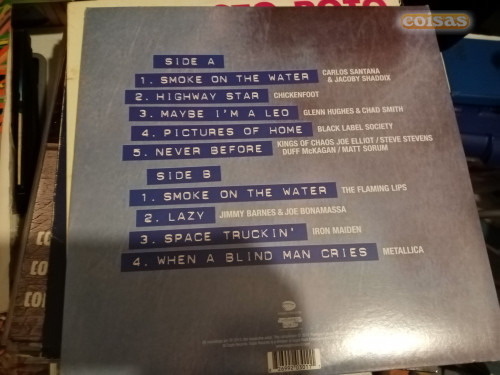 coisas
SIDE A
1. SMOKE ON THE WATER CARLOS SANTANA & JACOBY SHADDIX
2. HIGHWAY STAR CHICKENFOOT
3. MAYBE I'M A LEO GLENN HUGHES & CHAD SMITH
4. PICTURES OF HOME BLACK LABEL SOCIETY
5. NEVER BEFORE KINGS OF CHAOS JOE ELLIOT / STEVE STEVENS DUFF McKAGAN / MATT SORUM
SIDE B
1. SMOKE ON THE WATER THE FLAMING LIPS
2. LAZY JIMMY BARNES & JOE BONAMASSA
3. SPACE TRUCKIN' IRON MAIDEN
4. WHEN A BLIND MAN CRIES METALLICA